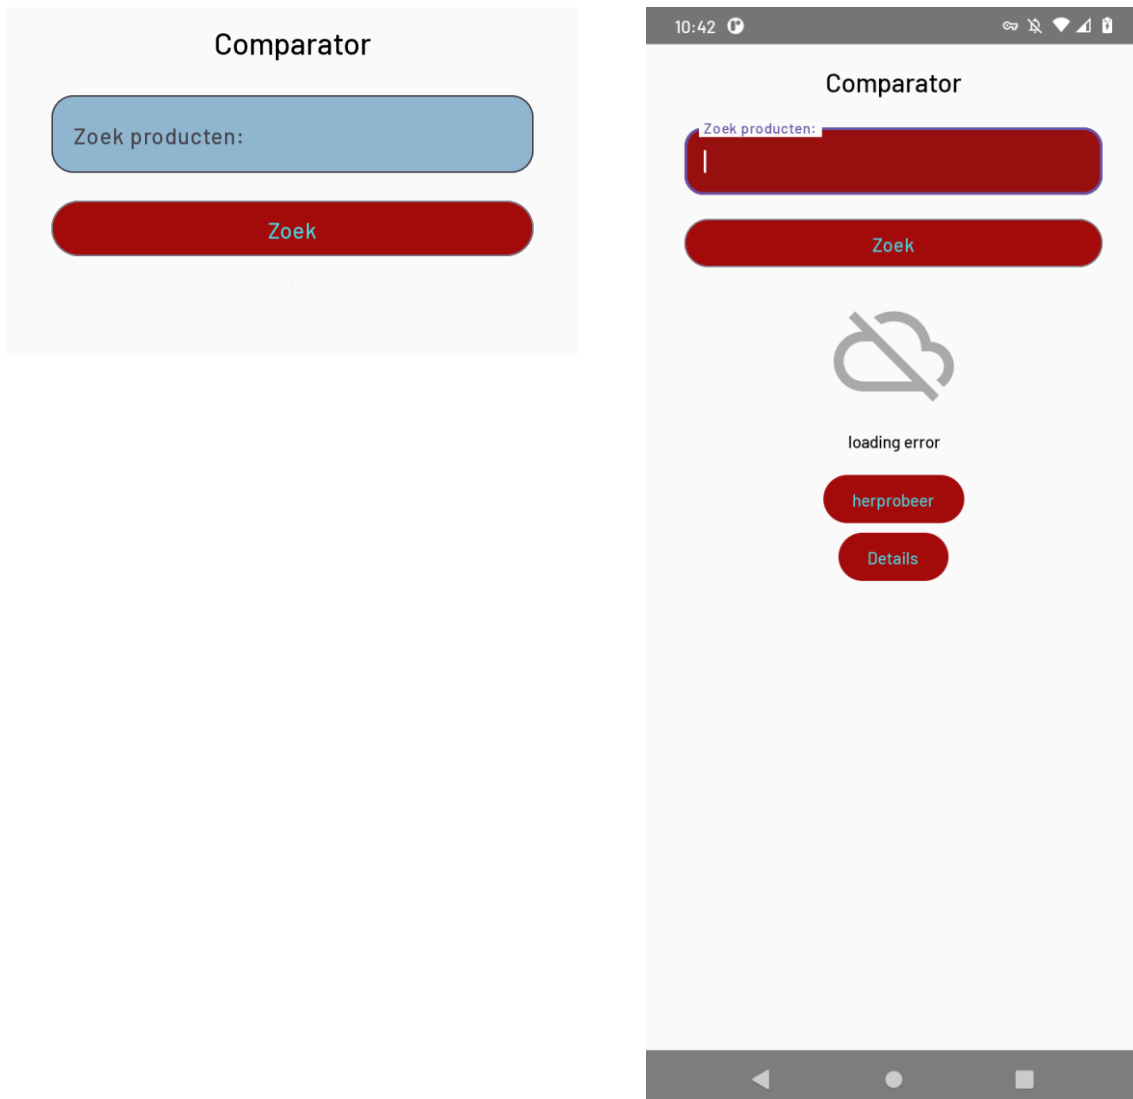 Comparator
Zoek producten:
Zoek
10:42
Comparator
Zoek producten:
Zoek
loading error
herprobeer
Details